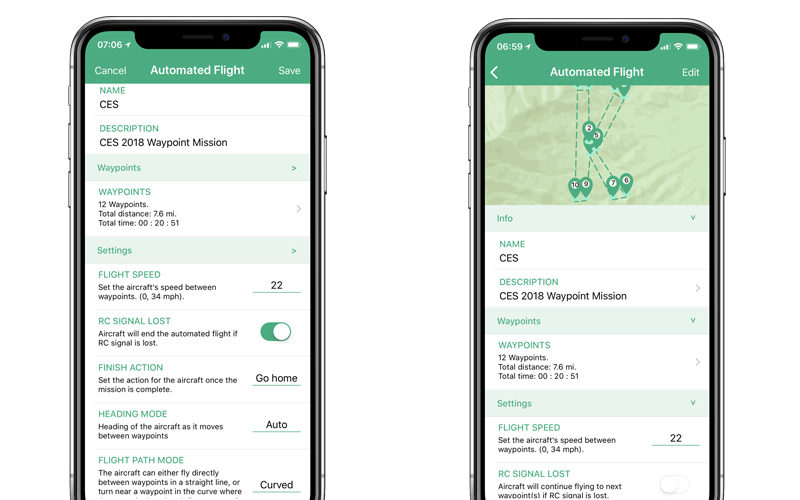 07:06
Cancel Automated Flight Save
NAME
CES
DESCRIPTION
CES 2018 Waypoint Mission
Waypoints >
WAYPOINTS
12 Waypoints.
Total distance: 7.6 mi.
Total time: 00 : 20 : 51
Settings >
FLIGHT SPEED
Set the aircraft's speed between
waypoints. (0, 34 mph).
22
RC SIGNAL LOST
Aircraft will end the automated flight if
RC signal is lost.
FINISH ACTION
Set the action for the aircraft once the
mission is complete.
Go home
HEADING MODE
Heading of the aircraft as it moves
between waypoints
Auto
FLIGHT PATH MODE
The aircraft can either fly directly
between waypoints in a straight line, or
turn near a waypoint in the curve where
Curved
06:59
Automated Flight Edit
2
5
10 9 7 6
Info
NAME
CES
DESCRIPTION
CES 2018 Waypoint Mission
Waypoints
WAYPOINTS
12 Waypoints.
Total distance: 7.6 mi.
Total time: 00 : 20 : 51
Settings
FLIGHT SPEED
Set the aircraft's speed between
waypoints. (0, 34 mph).
22
RC SIGNAL LOST
Aircraft will continue flying to next
waypoint(s) if RC signal is lost.